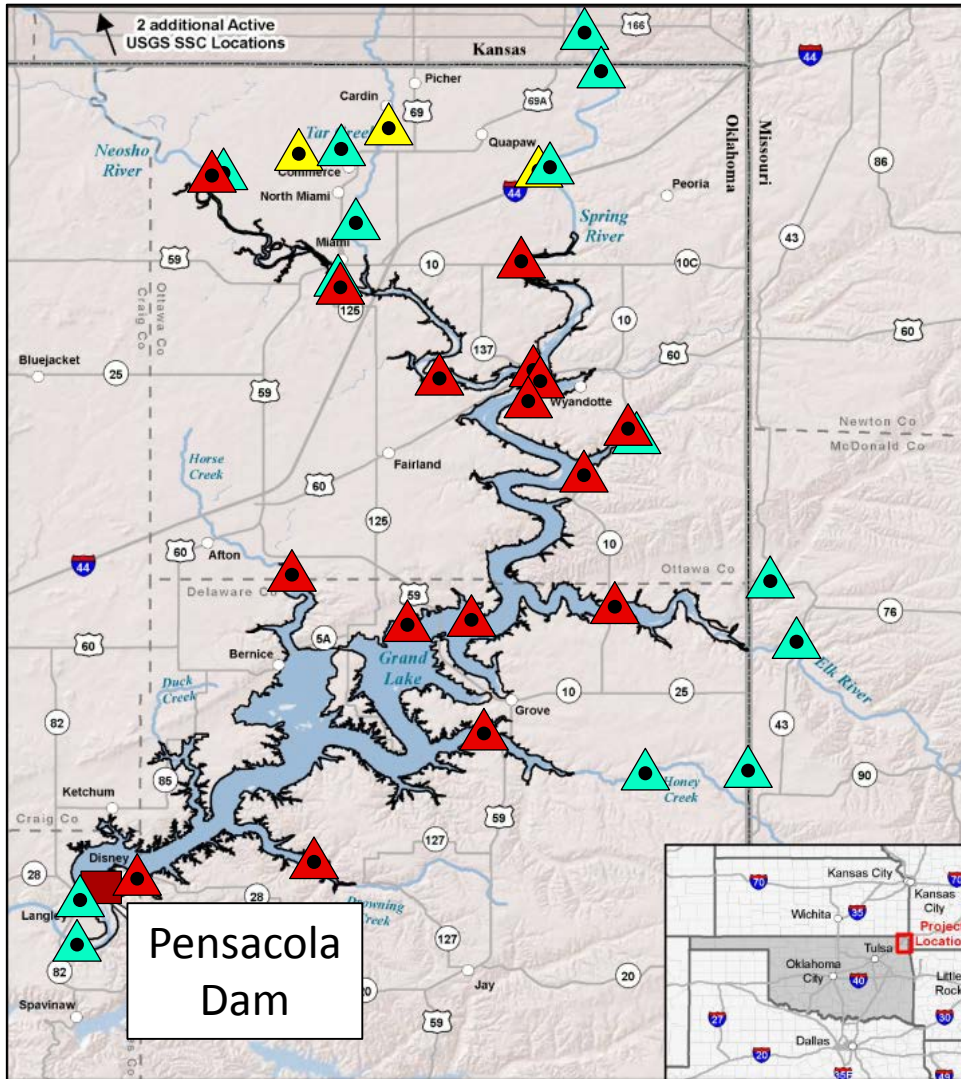 2 additional Active
USGS SSC Locations
166
44
Kansas
Picher
Cardin
69
69A
Oklahoma
Missouri
Neosho
River
Quapaw
86
Commerce
North Miami
44
Peoria
Spring
River
43
Miami
59
10
10C
125
Ottawa Co
Craig Co
10
60
137
60
Bluejacket
25
59
Wyandotte
Newton Co
McDonald Co
Horse
Creek
Fairland
60
125
10
60
Afton
44
Ottawa Co
Delaware Co
59
76
60
5A
Bernice
Grand
Lake
Elk River
Duck
Creek
10
25
Grove
82
43
85
90
Honey
Creek
Ketchum
59
Craig Co
127
Disney
28
28
Drowning
Creek
Langley
127
82
Pensacola
Dam
20
20
Jay
Spavinaw
59
70
Kansas City
70
Kansas
City
Wichita
35
Project
Tulsa
Oklahoma
City
40
Little
Rock
27
30
Dallas
20
35E
49